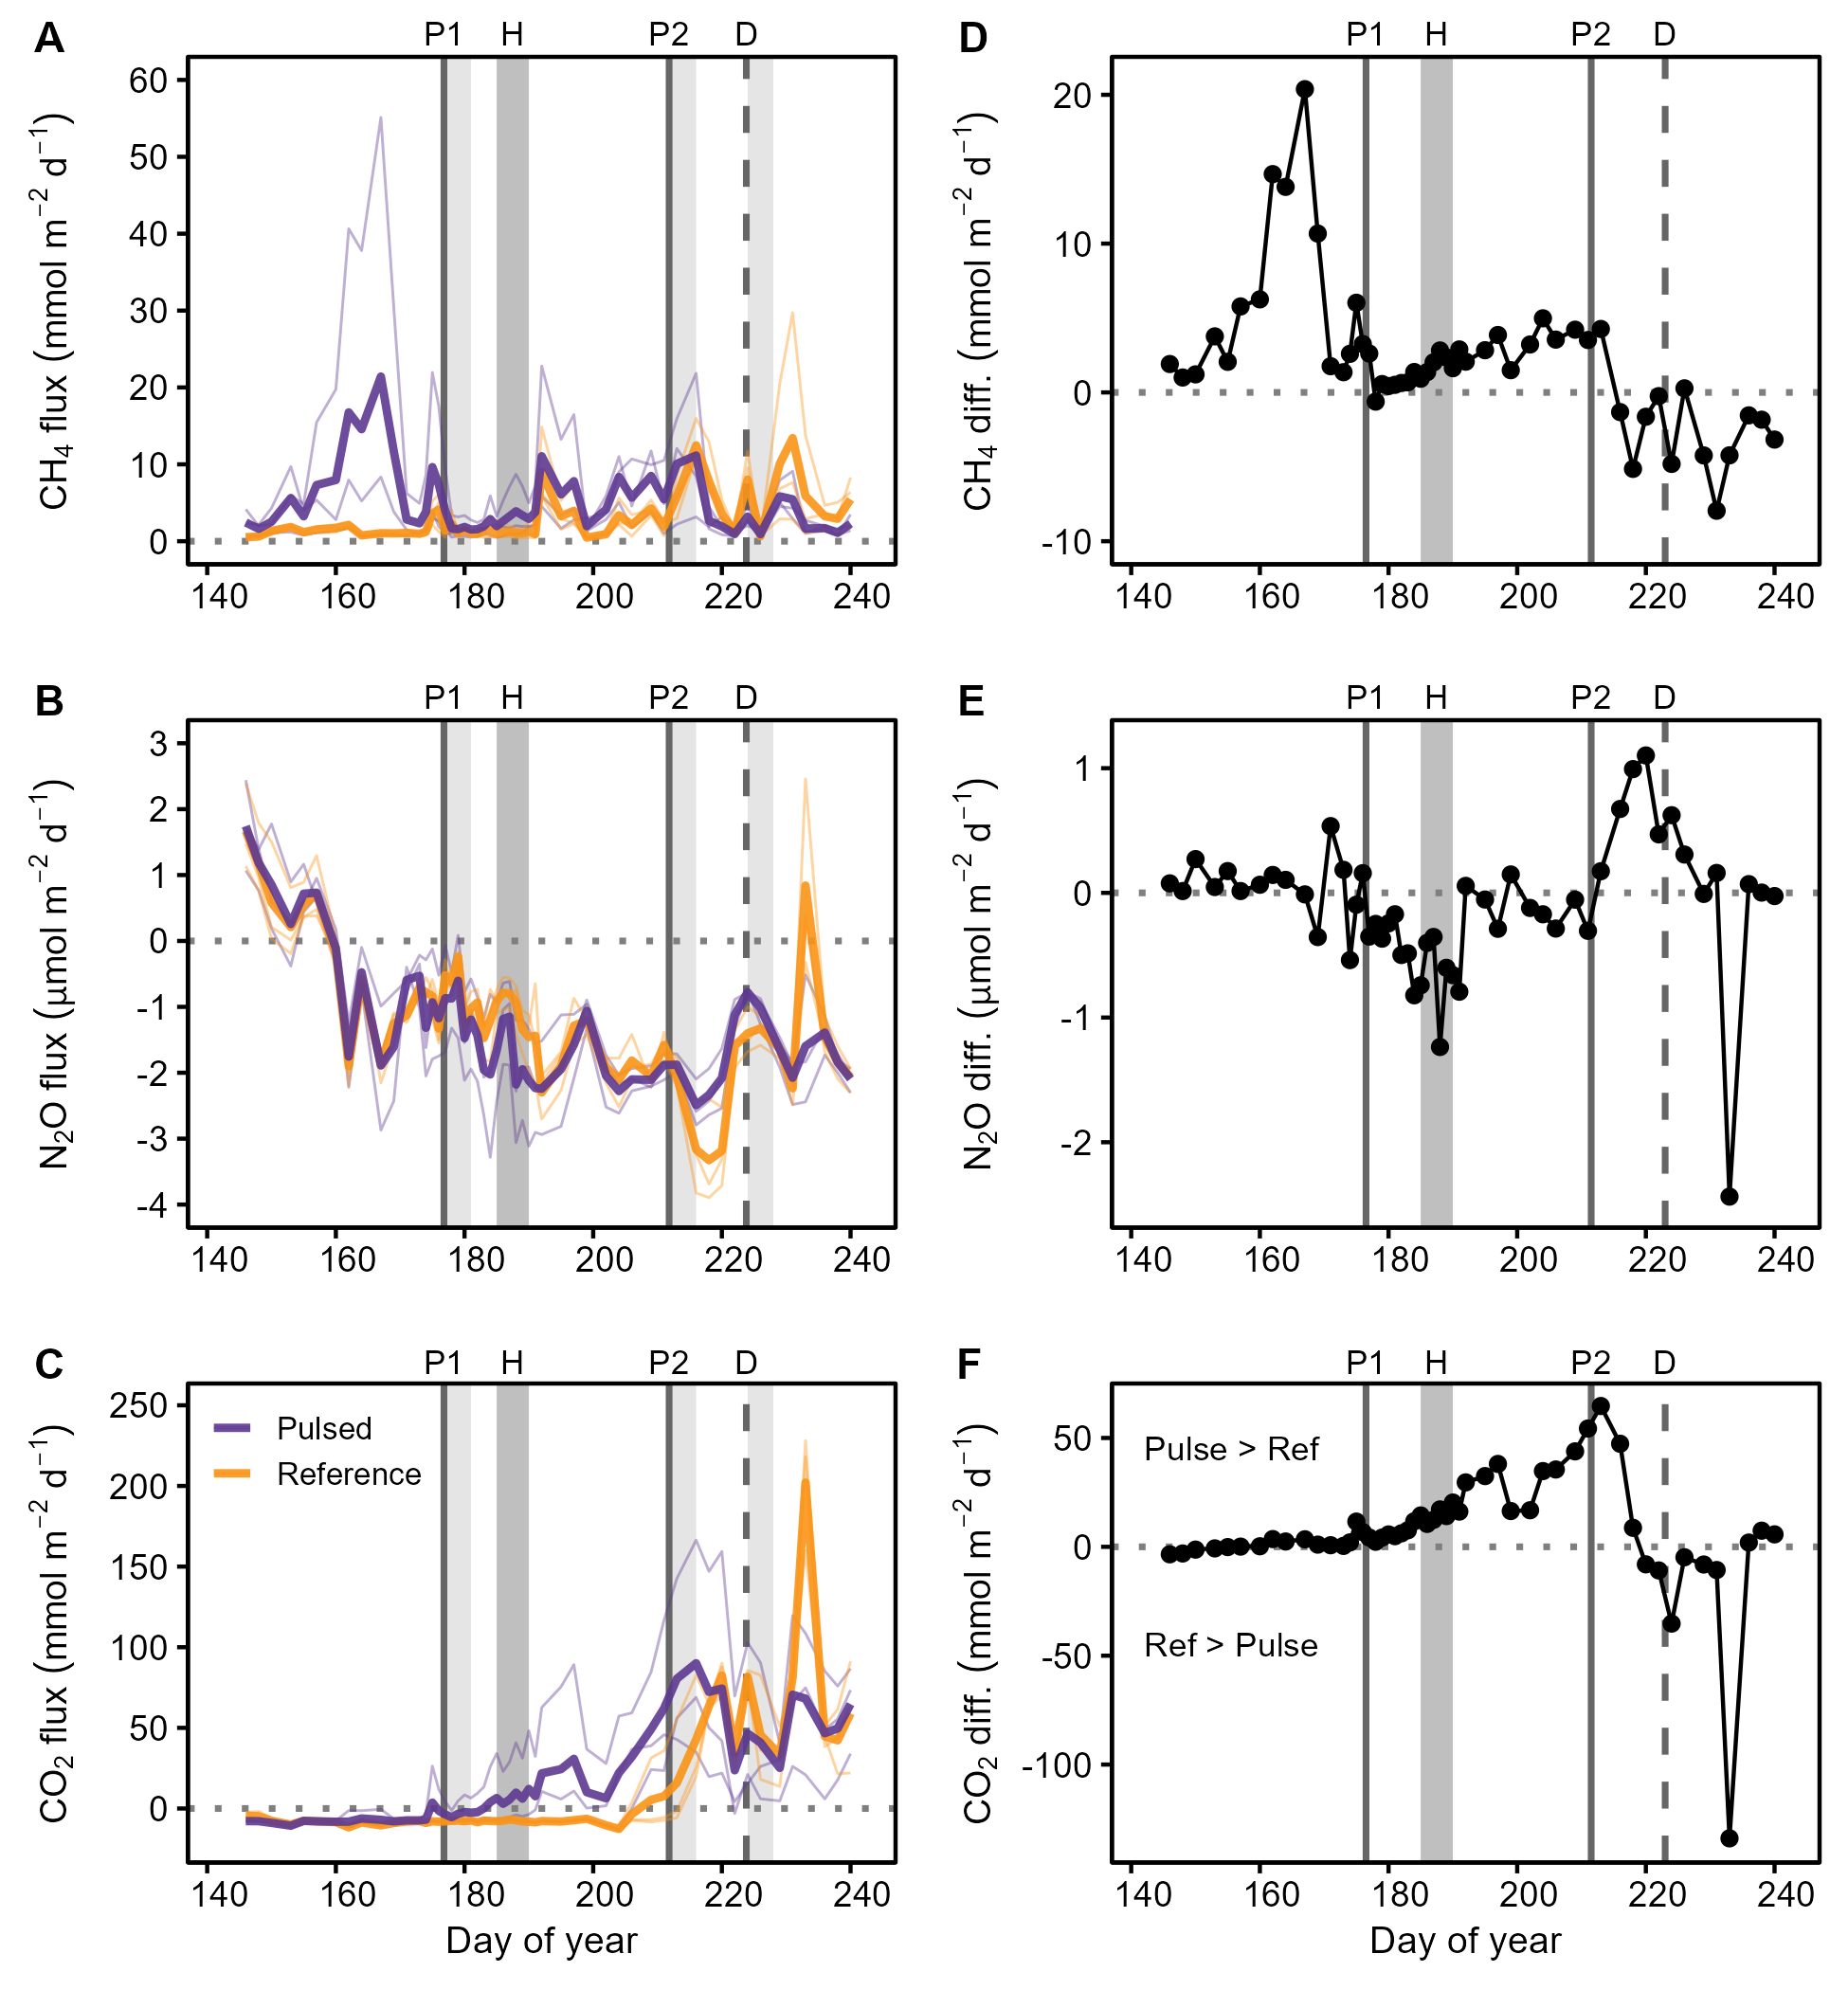 A
P1 H P2 D
CH4 flux (mmol m−2 d−1)
60
50
40
30
20
10
0
140 160 180 200 220 240
D
P1 H P2 D
CH4 diff. (mmol m−2 d−1)
20
10
0
-10
140 160 180 200 220 240
B
P1 H P2 D
N2O flux (µmol m−2 d−1)
3
2
1
0
-1
-2
-3
-4
140 160 180 200 220 240
E
P1 H P2 D
N2O diff. (µmol m−2 d−1)
1
0
-1
-2
140 160 180 200 220 240
C
P1 H P2 D
CO2 flux (mmol m−2 d−1)
250
200
150
100
50
0
Pulsed
Reference
140 160 180 200 220 240
Day of year
F
P1 H P2 D
CO2 diff. (mmol m−2 d−1)
50
0
-50
-100
Pulse > Ref
Ref > Pulse
140 160 180 200 220 240
Day of year